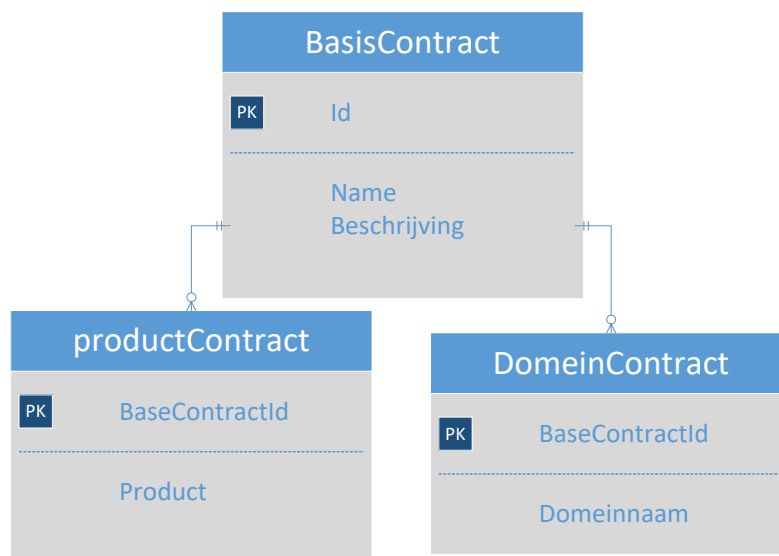 BasisContract
PK
Id
Name
Beschrijving
productContract
PK
BaseContractId
Product
DomeinContract
PK
BaseContractId
Domeinnaam